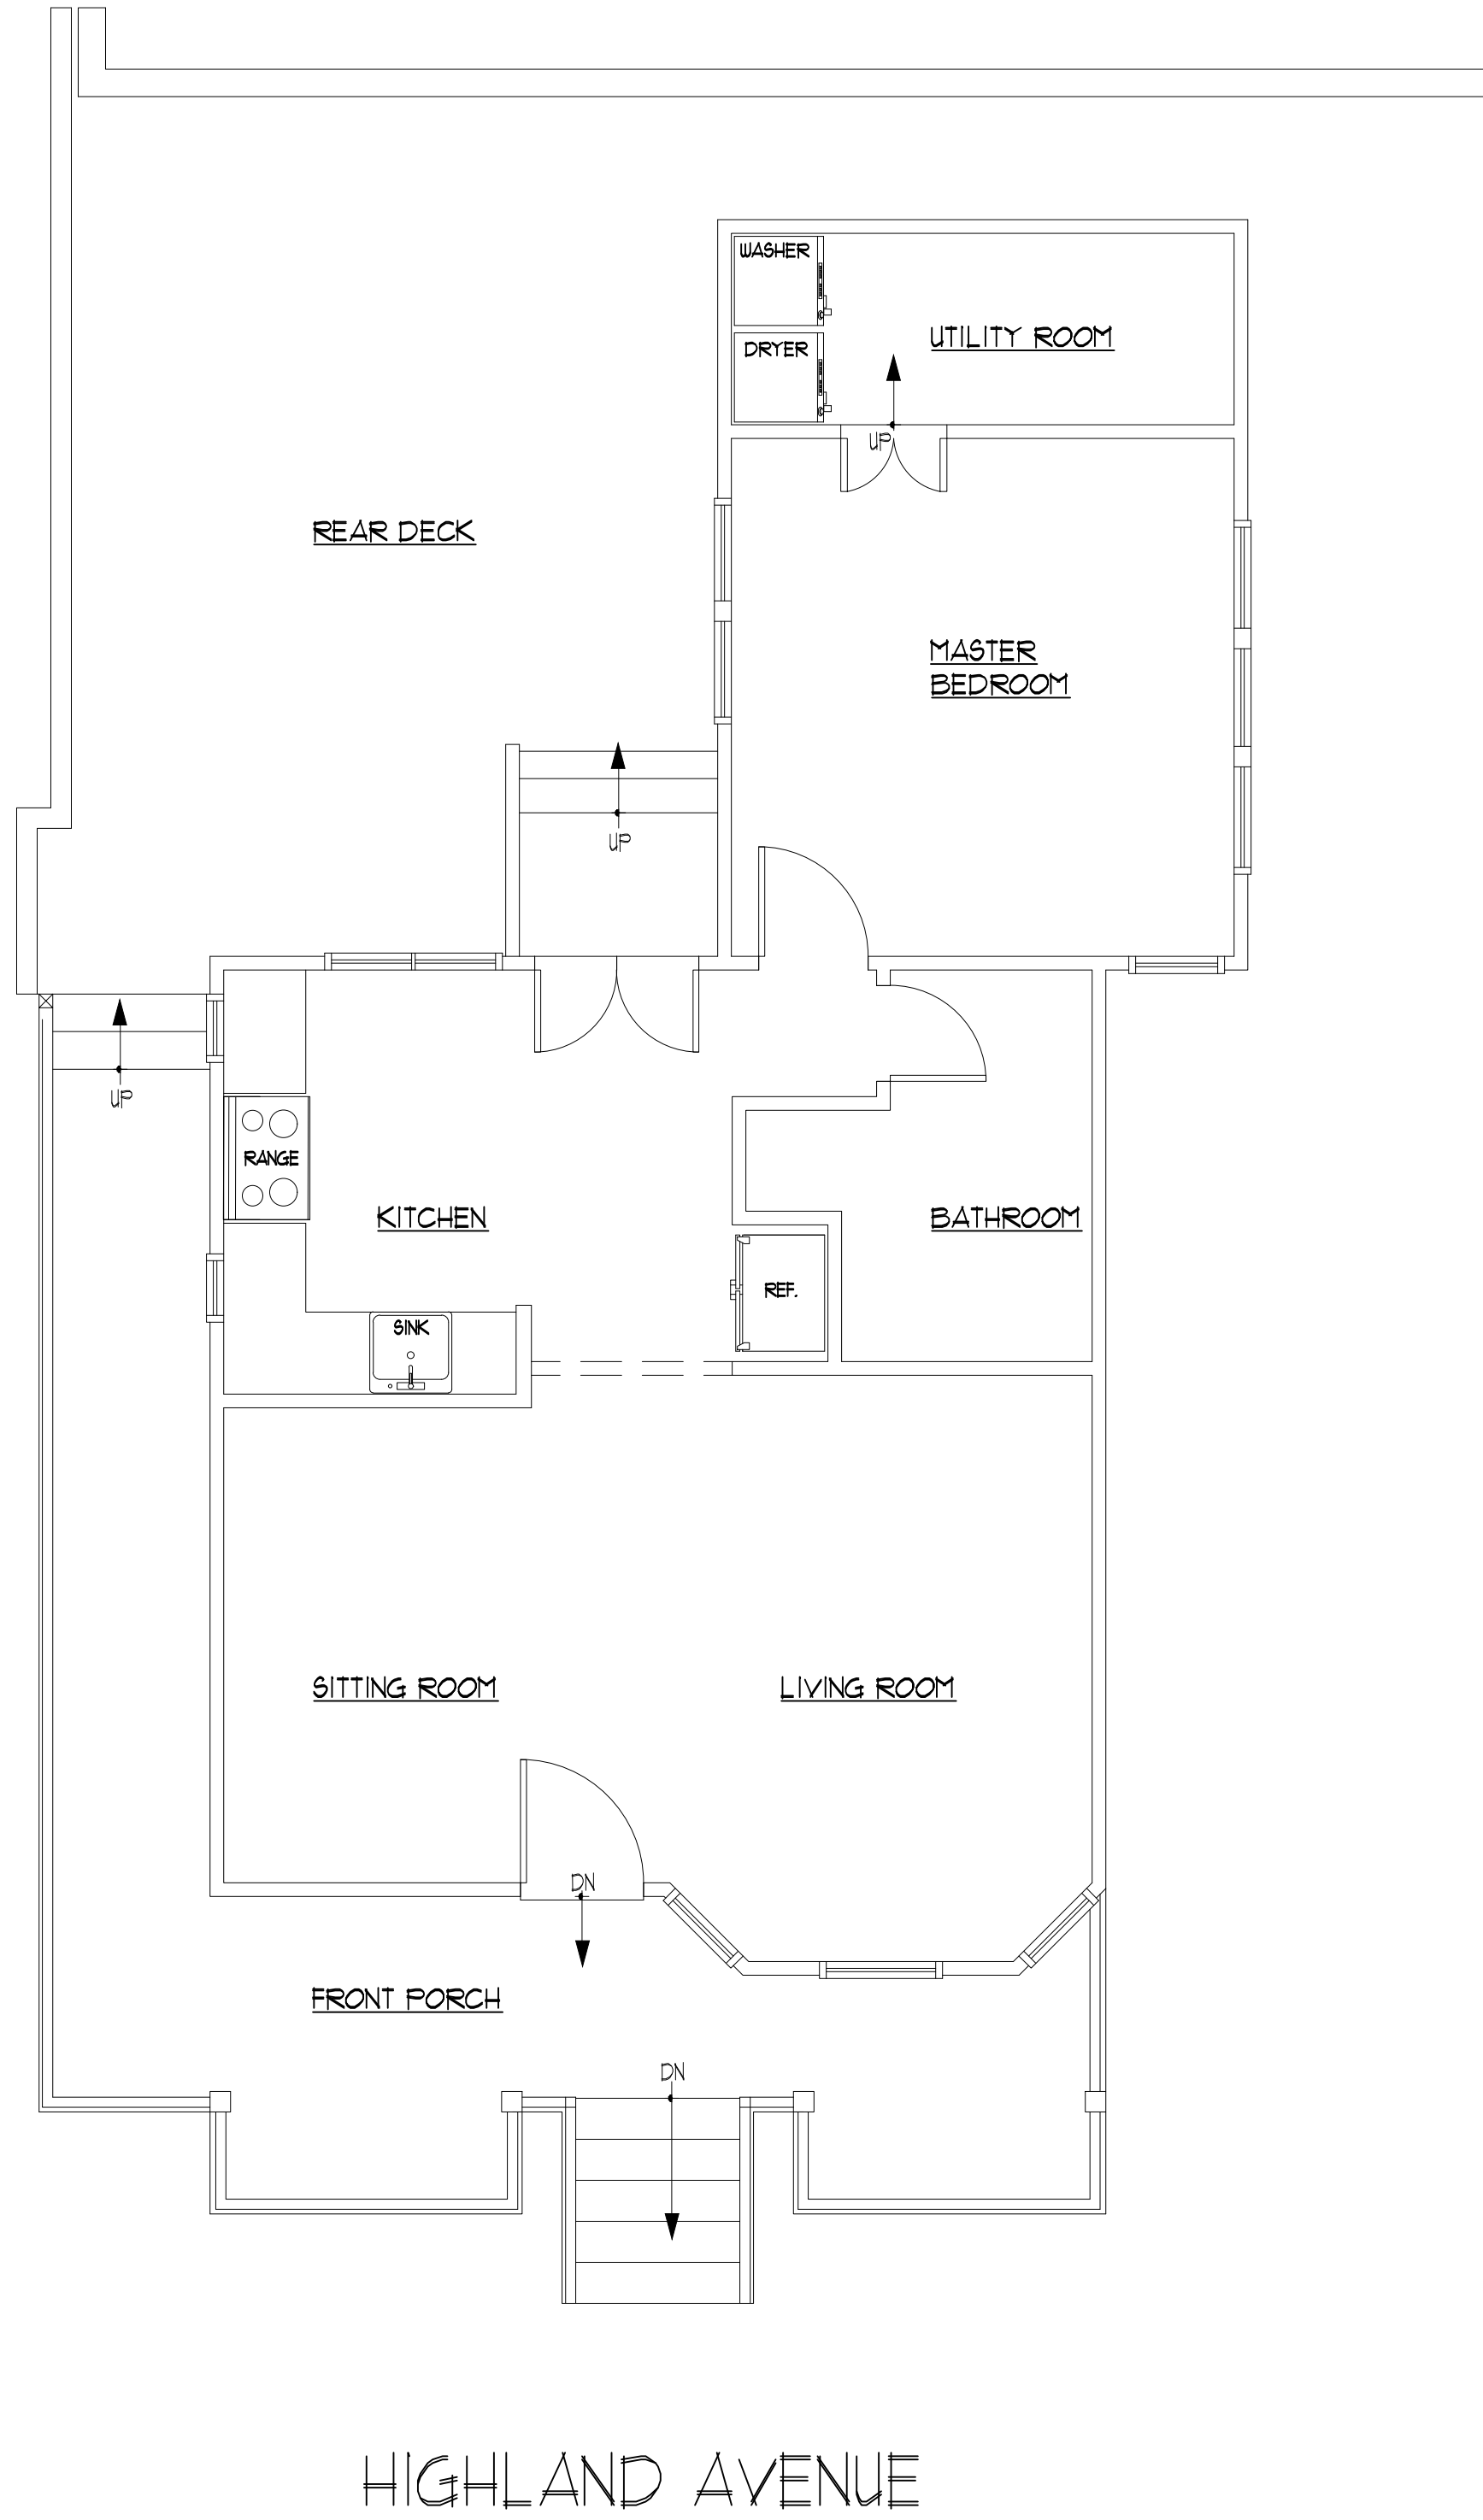 WASHER
UTILITY ROOM
DRYER
UP
REAR DECK
MASTER
BEDROOM
UP
UP
RANGE
KITCHEN
BATHROOM
REF.
SINK
SITTING ROOM
LIVING ROOM
DN
FRONT PORCH
DN
HIGHLAND AVENUE